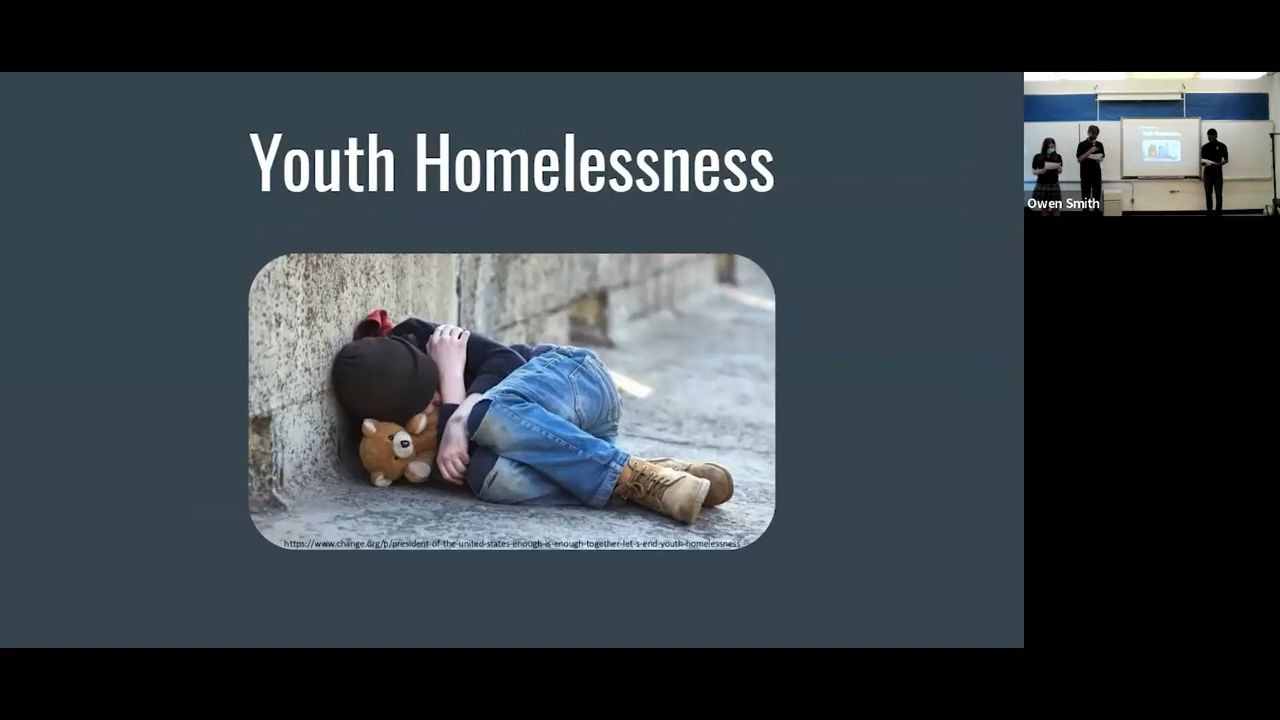 Youth Homelessness
https://www.change.org/p/president-of-the-united-states-enough-is-enough-together-let-s-end-youth-homelessness
Owen Smith